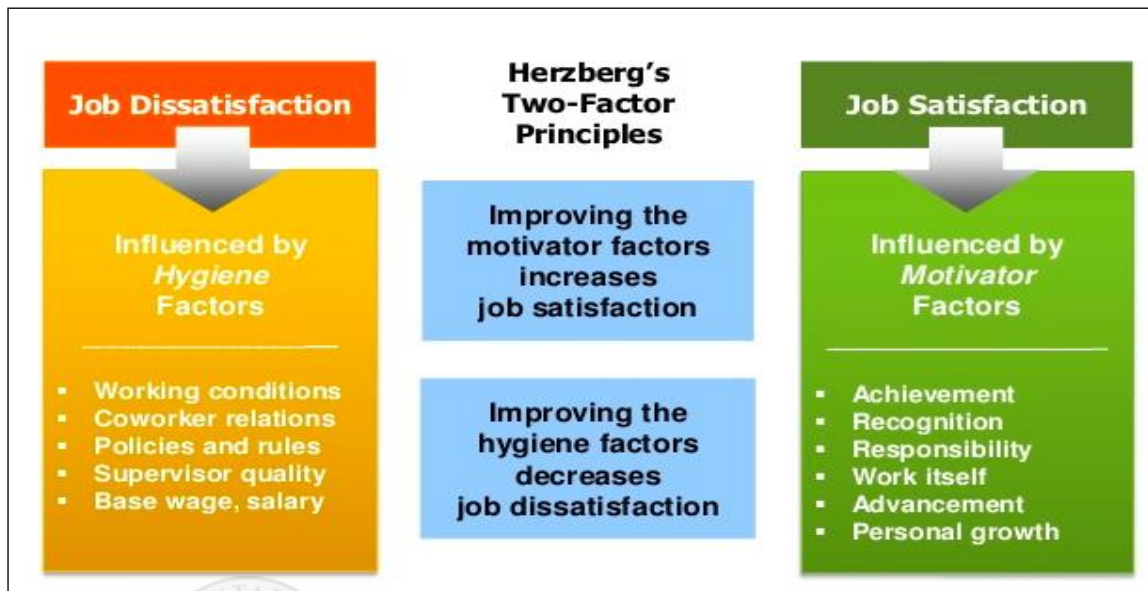 Job Dissatisfaction
Influenced by
Hygiene
Factors
▪ Working conditions
▪ Coworker relations
▪ Policies and rules
▪ Supervisor quality
▪ Base wage, salary
Herzberg's
Two-Factor
Principles
Improving the
motivator factors
increases
job satisfaction
Improving the
hygiene factors
decreases
job dissatisfaction
Job Satisfaction
Influenced by
Motivator
Factors
▪ Achievement
▪ Recognition
▪ Responsibility
▪ Work itself
▪ Advancement
▪ Personal growth